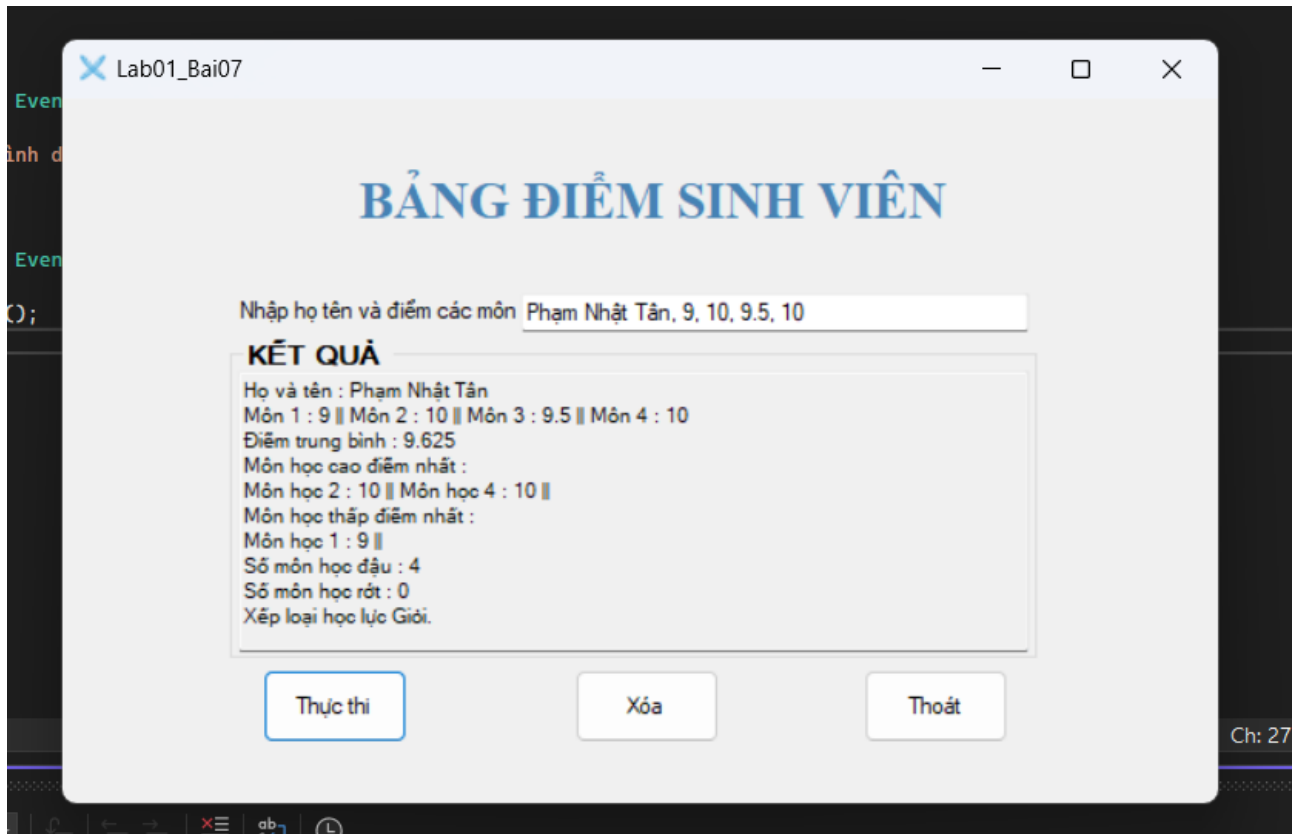 Lab01_Bai07
Even
ình d
Even
();
BẢNG ĐIỂM SINH VIÊN
Nhập họ tên và điểm các môn Phạm Nhật Tân, 9, 10, 9.5, 10
KẾT QUẢ
Họ và tên : Phạm Nhật Tân
Môn 1 : 9 || Môn 2 : 10 || Môn 3 : 9.5 || Môn 4 : 10
Điểm trung bình : 9.625
Môn học cao điểm nhất :
Môn học 2 : 10 || Môn học 4 : 10 ||
Môn học thấp điểm nhất :
Môn học 1 : 9 ||
Số môn học đậu : 4
Số môn học rớt : 0
Xếp loại học lực Giỏi.
Thực thi Xóa Thoát
Ch: 27
ab